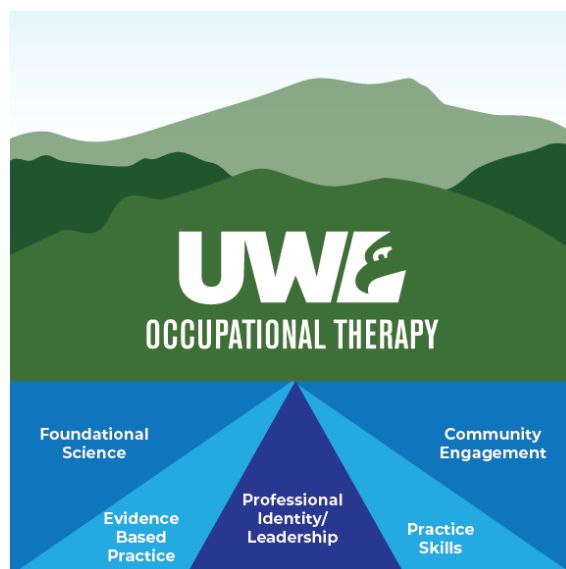 UWL
OCCUPATIONAL THERAPY
Foundational
Science
Community
Engagement
Evidence
Based
Practice
Professional
Identity/
Leadership
Practice
Skills